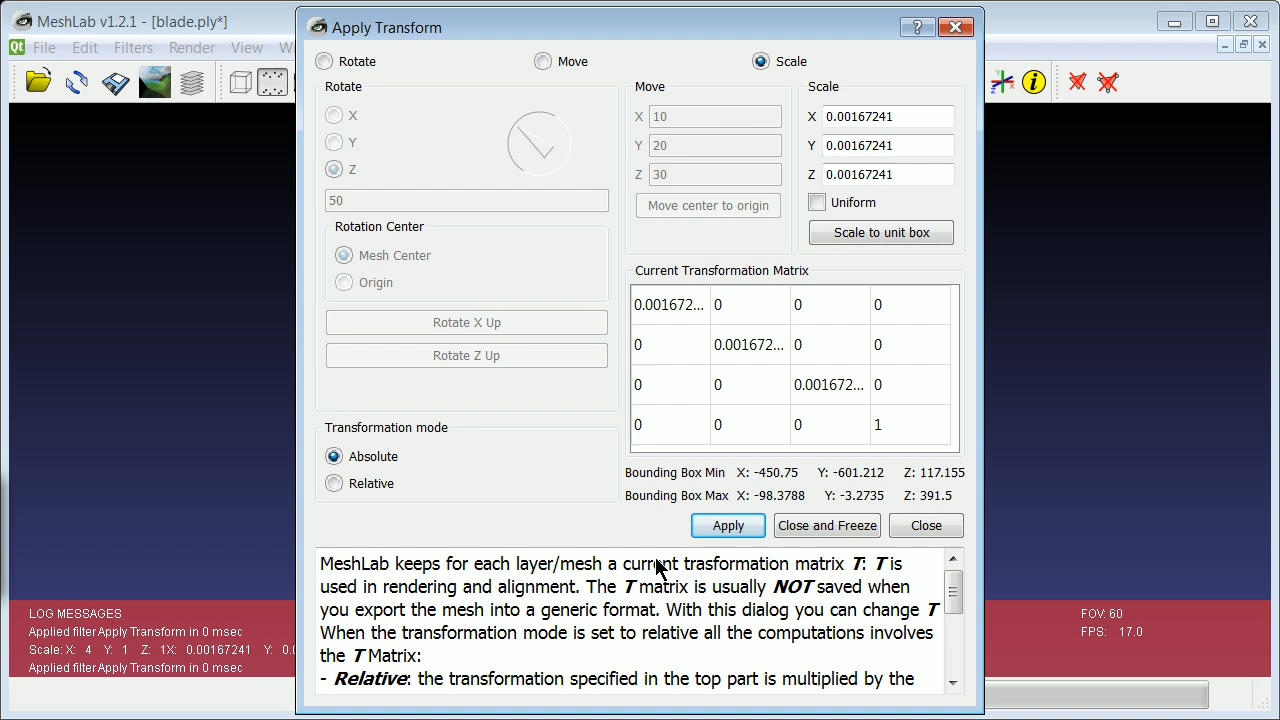 MeshLab v1.2.1 - [blade.ply*]
Apply Transform
File Edit Filters Render View
Rotate Move Scale
Rotate
X
Y
Z
50
Rotation Center
Mesh Center
Origin
Rotate X Up
Rotate Z Up
Move
X 10
Y 20
Z 30
Move center to origin
Scale
X 0.00167241
Y 0.00167241
Z 0.00167241
Uniform
Scale to unit box
Current Transformation Matrix
0.001672... 0 0 0
0 0.001672... 0 0
0 0 0.001672... 0
0 0 0 1
Transformation mode
Absolute
Relative
Bounding Box Min X: -450.75 Y: -601.212 Z: 117.155
Bounding Box Max X: -98.3788 Y: -3.2735 Z: 391.5
Apply Close and Freeze Close
MeshLab keeps for each layer/mesh a current trasformation matrix T: T is
used in rendering and alignment. The T matrix is usually NOT saved when
you export the mesh into a generic format. With this dialog you can change T
When the transformation mode is set to relative all the computations involves
the T Matrix:
- Relative: the transformation specified in the top part is multiplied by the
LOG MESSAGES
Applied filter Apply Transform in 0 msec
Scale: X: 4 Y: 1 Z: 1X: 0.00167241 Y: 0.0
Applied filter Apply Transform in 0 msec
FOV: 60
FPS: 17.0